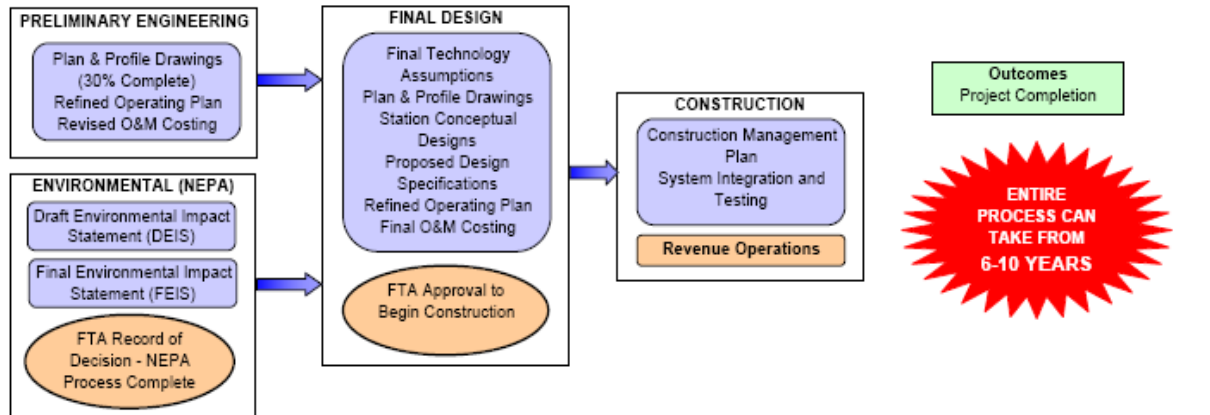 PRELIMINARY ENGINEERING
Plan & Profile Drawings
(30% Complete)
Refined Operating Plan
Revised O&M Costing
ENVIRONMENTAL (NEPA)
Draft Environmental Impact
Statement (DEIS)
Final Environmental Impact
Statement (FEIS)
FTA Record of
Decision - NEPA
Process Complete
FINAL DESIGN
Final Technology
Assumptions
Plan & Profile Drawings
Station Conceptual
Designs
Proposed Design
Specifications
Refined Operating Plan
Final O&M Costing
FTA Approval to
Begin Construction
CONSTRUCTION
Construction Management
Plan
System Integration and
Testing
Revenue Operations
Outcomes
Project Completion
ENTIRE
PROCESS CAN
TAKE FROM
6-10 YEARS